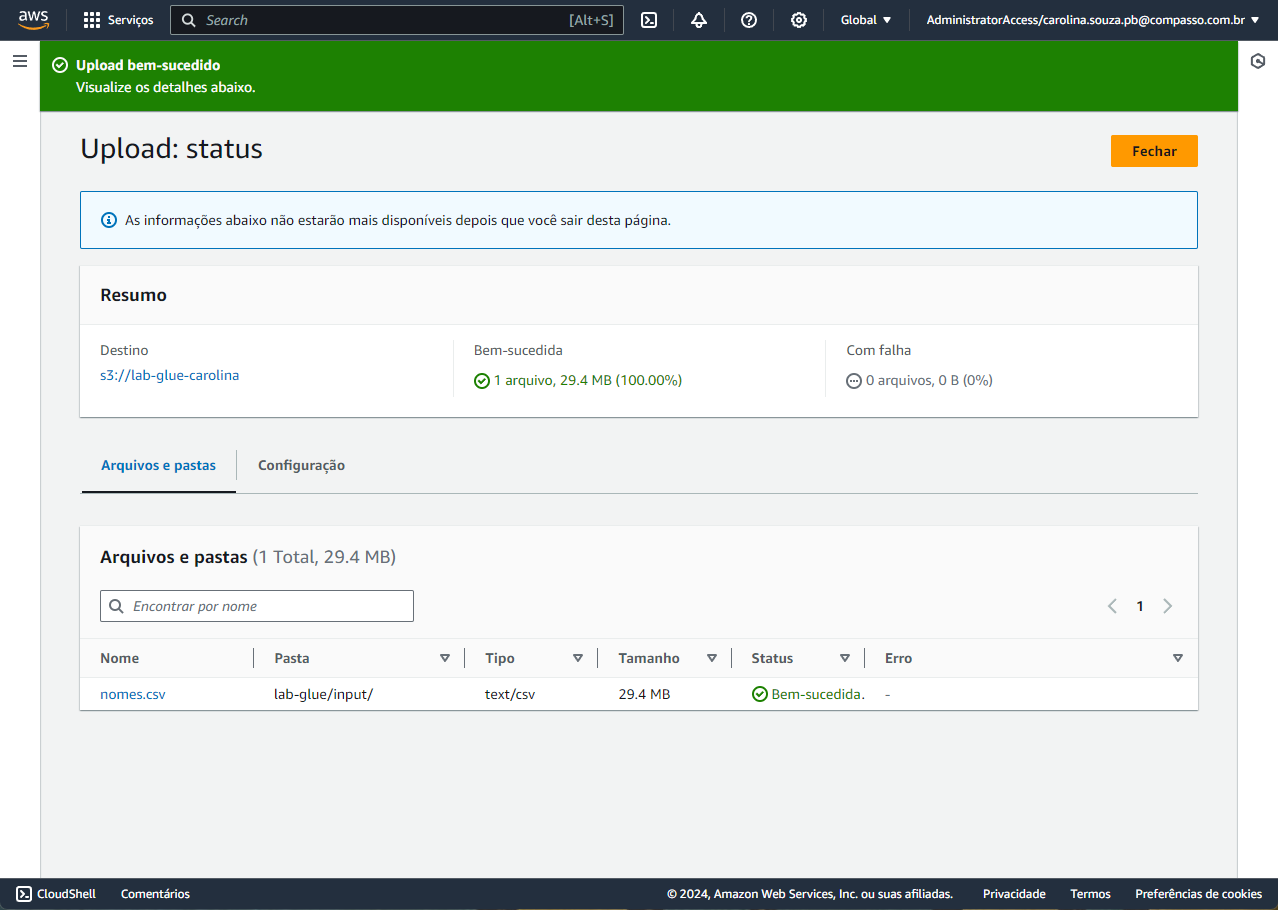 aws Serviços Search [Alt+S] Global AdministratorAccess/carolina.souza.pb@compasso.com.br
Upload bem-sucedido
Visualize os detalhes abaixo.
Upload: status
Fechar
As informações abaixo não estarão mais disponíveis depois que você sair desta página.
Resumo
Destino Bem-sucedida Com falha
s3://lab-glue-carolina 1 arquivo, 29.4 MB (100.00%) 0 arquivos, 0 B (0%)
Arquivos e pastas Configuração
Arquivos e pastas (1 Total, 29.4 MB)
Encontrar por nome 1
Nome Pasta Tipo Tamanho Status Erro
nomes.csv lab-glue/input/ text/csv 29.4 MB Bem-sucedida. -
CloudShell Comentários © 2024, Amazon Web Services, Inc. ou suas afiliadas. Privacidade Termos Preferências de cookies